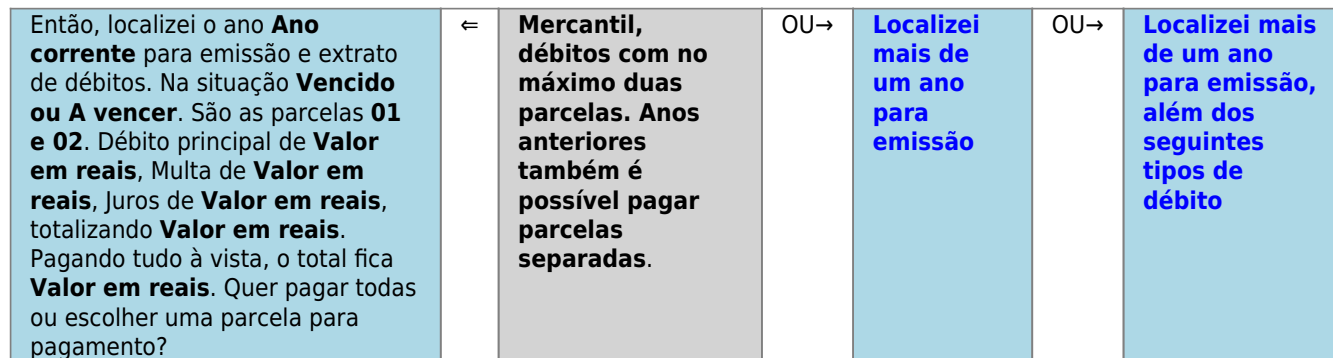 Então, localizei o ano Ano
corrente para emissão e extrato
de débitos. Na situação Vencido
ou A vencer. São as parcelas 01
e 02. Débito principal de Valor
em reais, Multa de Valor em
reais, Juros de Valor em reais,
totalizando Valor em reais.
Pagando tudo à vista, o total fica
Valor em reais. Quer pagar todas
ou escolher uma parcela para
pagamento?
⇐
Mercantil,
débitos com no
máximo duas
parcelas. Anos
anteriores
também é
possível pagar
parcelas
separadas.
OU→
Localizei
mais de
um ano
para
emissão
OU→
Localizei mais
de um ano
para emissão,
além dos
seguintes
tipos de
débito